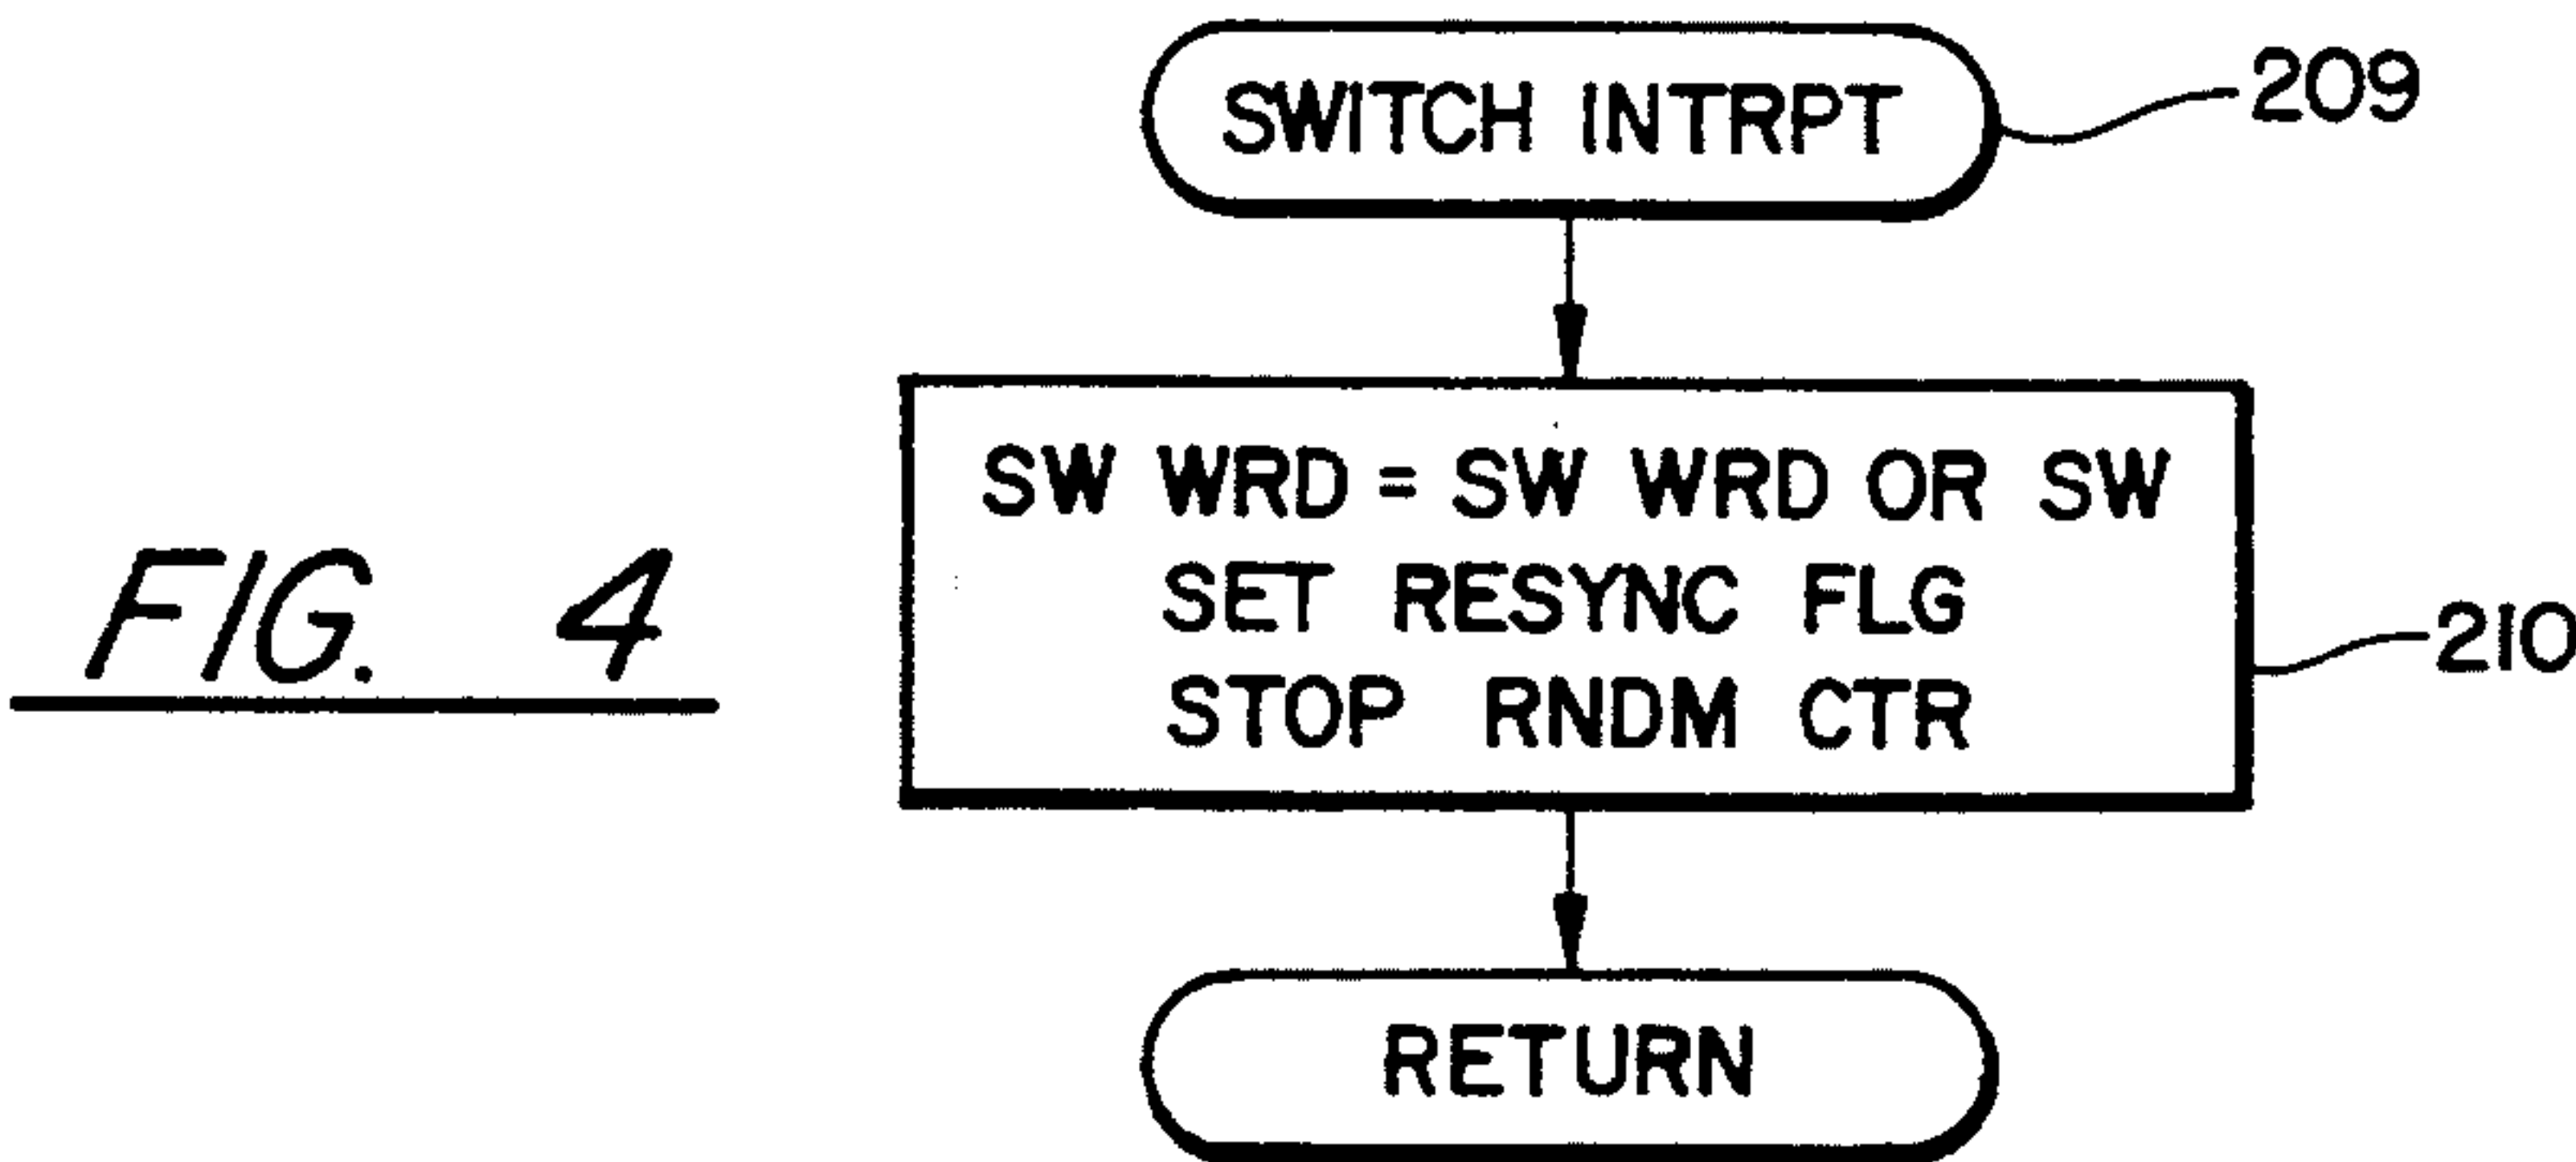 SWITCH INTRPT
209
SW WRD = SW WRD OR SW
SET RESYNC FLG
STOP RNDM CTR
210
FIG. 4
RETURN